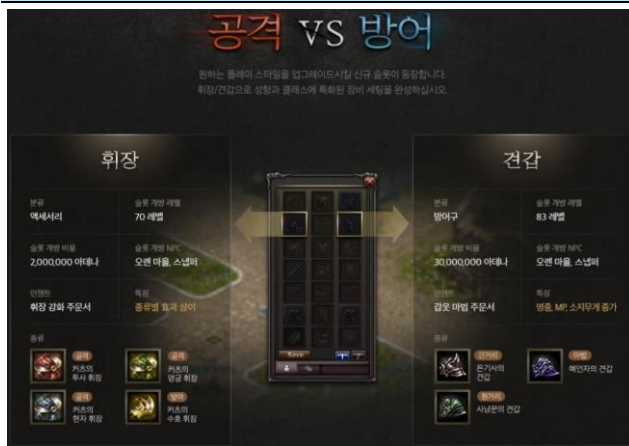 공격 VS 방어
원하는 플레이 스타일을 업그레이드시킬 신규 슬롯이 등장합니다.
휘장/견갑으로 성향과 클래스에 특화된 장비 세팅을 완성하십시오.
휘장
분류
액세서리
슬롯 개방 레벨
70 레벨
슬롯 개방 비용
2,000,000 아데나
슬롯 개방 NPC
오렌 마을, 스냅퍼
인챈트
휘장 강화 주문서
특징
종류별 효과 상이
종류
공격
커츠의
투사 휘장
공격
커츠의
명궁 휘장
공격
커츠의
현자 휘장
방어
커츠의
수호 휘장
Save
견갑
분류
방어구
슬롯 개방 레벨
83 레벨
슬롯 개방 비용
30,000,000 아데나
슬롯 개방 NPC
오렌 마을, 스냅퍼
인챈트
갑옷 마법 주문서
특징
명중, MP, 소지무게 증가
종류
근거리
은기사의
견갑
마법
예언자의 견갑
원거리
사냥꾼의 견갑